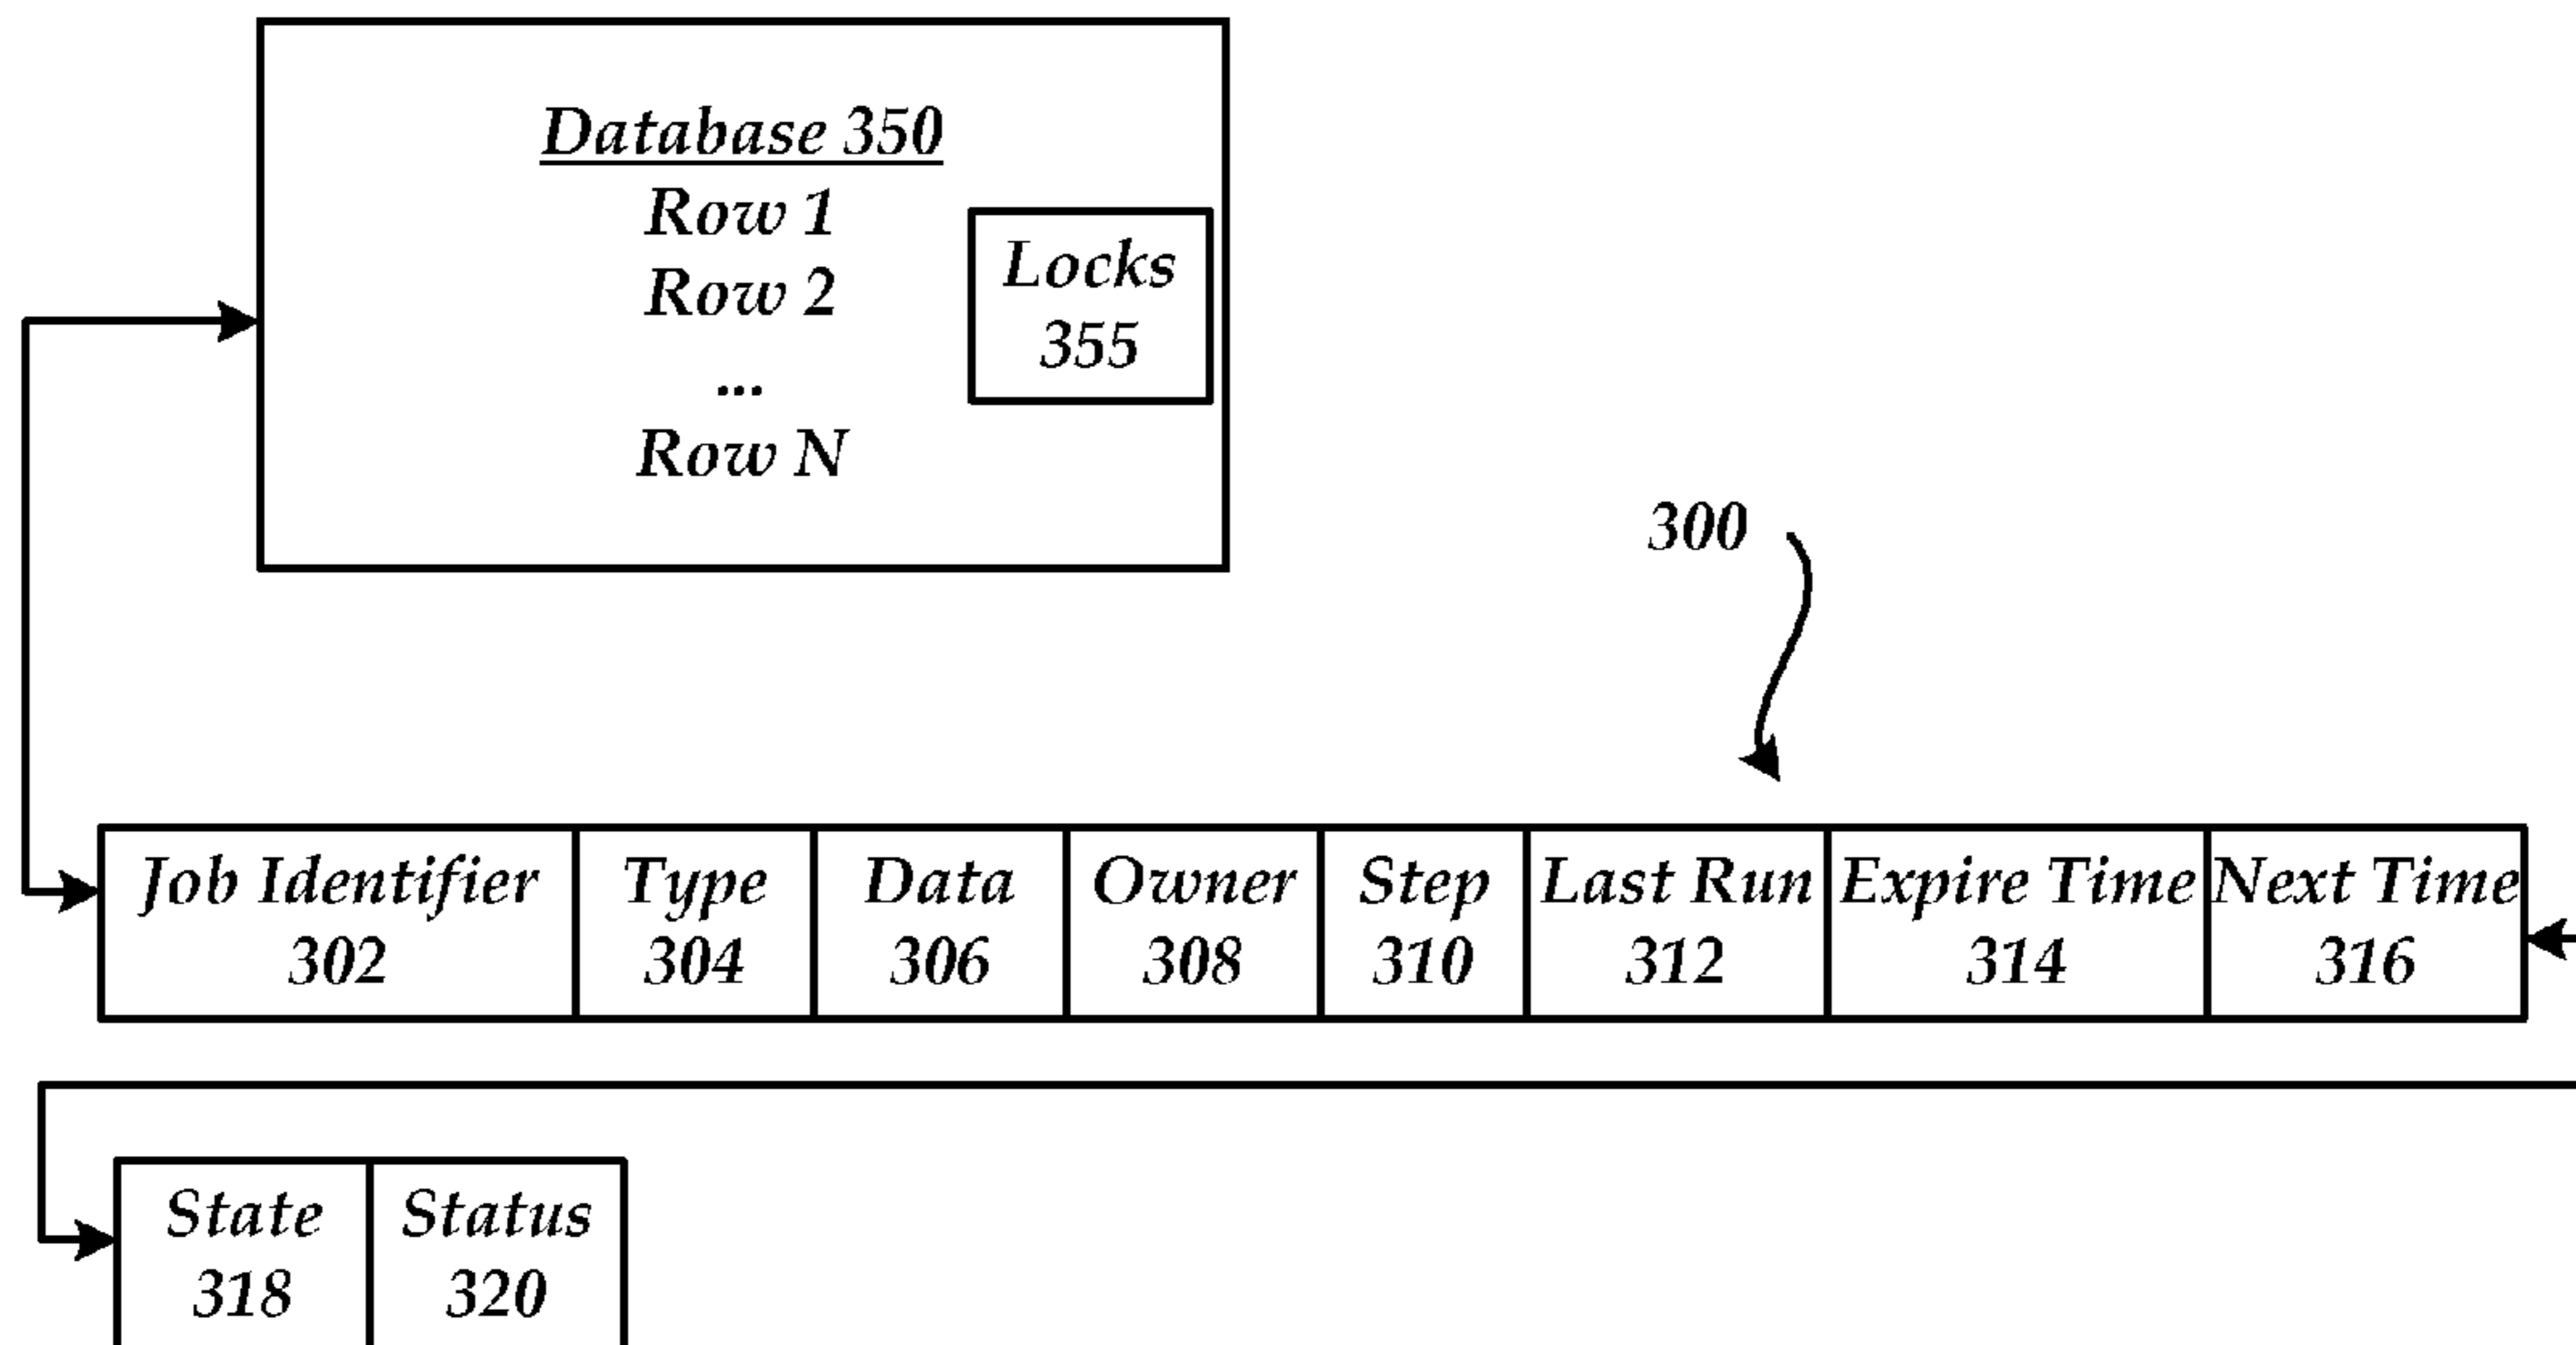 Database 350
Row 1
Row 2
...
Row N
Locks
355
300
Job Identifier
302
Type
304
Data
306
Owner
308
Step
310
Last Run
312
Expire Time
314
Next Time
316
State
318
Status
320